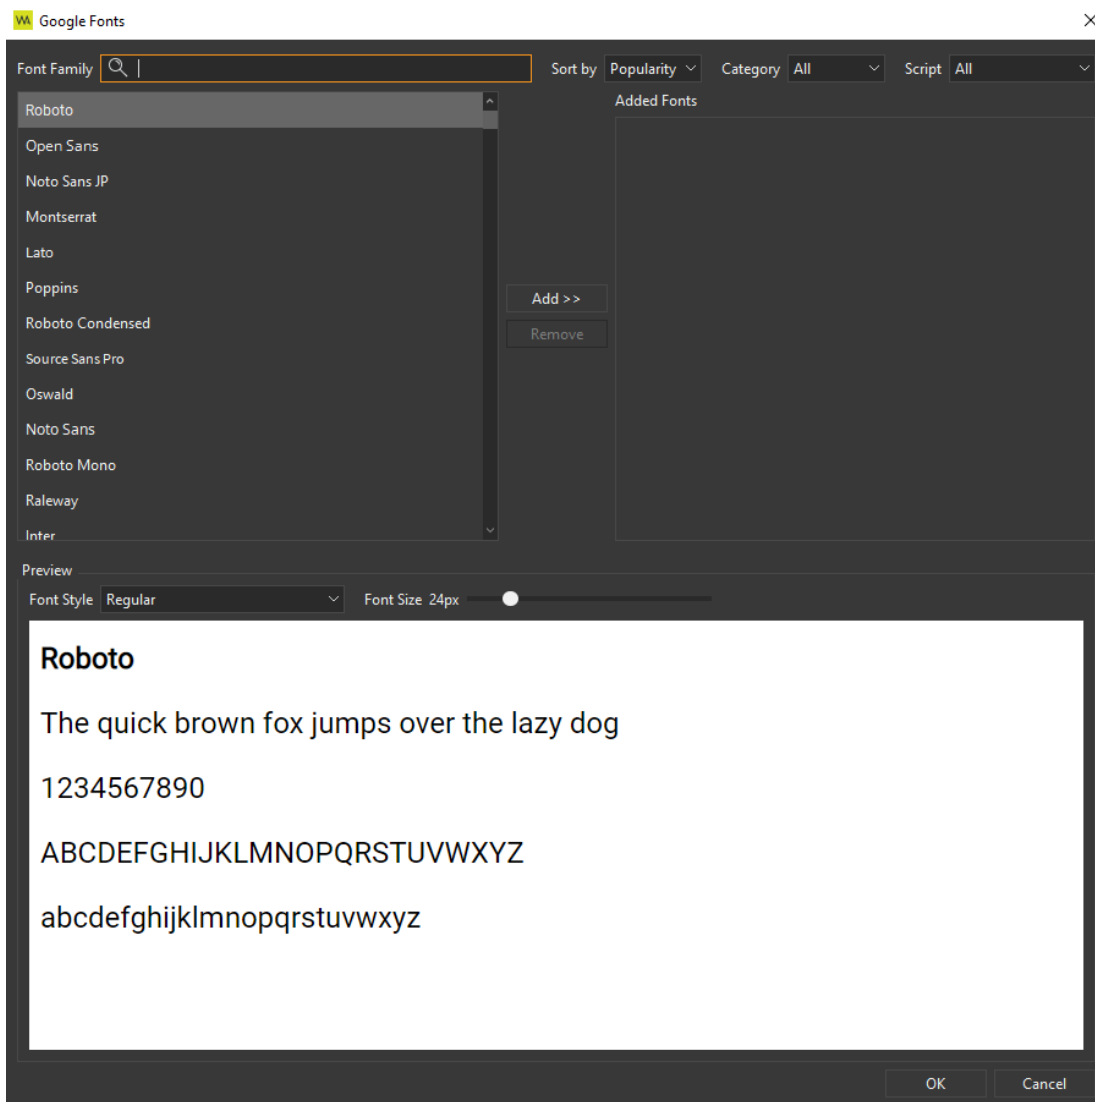 WA Google Fonts
Font Family
Sort by Popularity
Category All
Script All
Roboto
Open Sans
Noto Sans JP
Montserrat
Lato
Poppins
Roboto Condensed
Source Sans Pro
Oswald
Noto Sans
Roboto Mono
Raleway
Inter
Add >>
Remove
Added Fonts
Preview
Font Style Regular
Font Size 24px
Roboto
The quick brown fox jumps over the lazy dog
1234567890
ABCDEFGHIJKLMNOPQRSTUVWXYZ
abcdefghijklmnopqrstuvwxyz
OK
Cancel